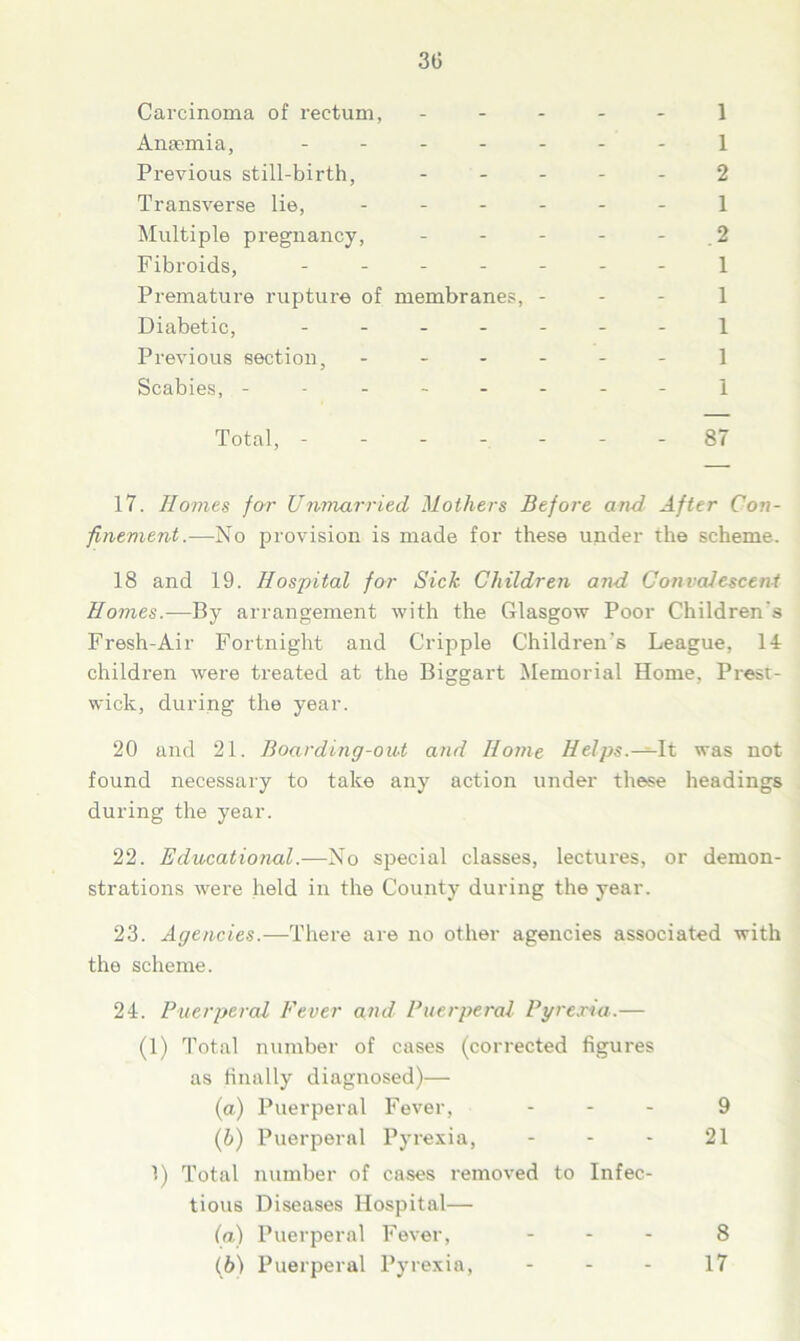 36
Carcinoma of rectum, - - - - - 1
Anæmia, - - - - - - - 1
Previous still-birth, - - - - - 2
Transverse lie, - - - - - - 1
Multiple pregnancy, - - - - - 2
Fibroids, - - - - - - - 1
Premature rupture of membranes, - - - 1
Diabetic, - - - - - - - 1
Previous section, - - - - - - 1
Scabies, - - - - - - - - 1
Total, - - - - - - - 87
17. Homes for Unmarried Mothers Before and After Con-
finement.—No provision is made for these under the scheme.
18 and 19. Hospital for Sick Children and Convalescent
Homes.—By arrangement with the Glasgow Poor Children's
Fresh-Air Fortnight and Cripple Children's League, 14
children were treated at the Biggart Memorial Home, Prest-
wick, during the year.
20 and 21. Boarding-out and Home Helps.—It was not
found necessary to take any action under these headings
during the year.
22. Educational.—No special classes, lectures, or demon-
strations were held in the County during the year.
23. Agencies.—There are no other agencies associated with
the scheme.
24. Puerperal Fever and Puerperal Pyrexia.—
(1) Total number of cases (corrected figures
as finally diagnosed)—
(a) Puerperal Fever, - - - 9
(b) Puerperal Pyrexia, - - - 21
) Total number of cases removed to Infec-
tious Diseases Hospital—
(a) Puerperal Fever, - - - 8
(b) Puerperal Pyrexia, - - - 17